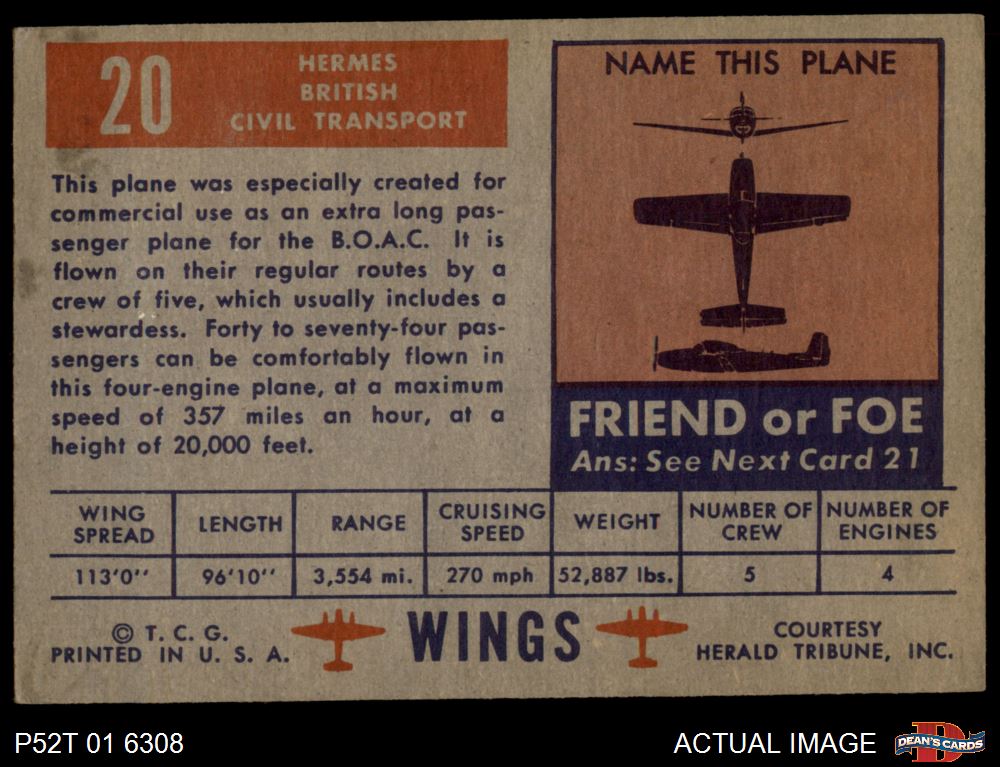 20
HERMES
BRITISH
CIVIL TRANSPORT
This plane was especially created for
commercial use as an extra long pas-
senger plane for the B.O.A.C. It is
flown on their regular routes by a
crew of five, which usually includes a
stewardess. Forty to seventy-four pas-
sengers can be comfortably flown in
this four-engine plane, at a maximum
speed of 357 miles an hour, at a
height of 20,000 feet.
NAME THIS PLANE
FRIEND or FOE
Ans: See Next Card 21
WING SPREAD LENGTH RANGE CRUISING SPEED WEIGHT NUMBER OF CREW NUMBER OF ENGINES
113'0'' 96'10'' 3,554 mi. 270 mph 52,887 lbs. 5 4
© T. C. G.
PRINTED IN U. S. A.
WINGS
COURTESY
HERALD TRIBUNE, INC.
P52T 01 6308
ACTUAL IMAGE
D
DEAN'S CARDS